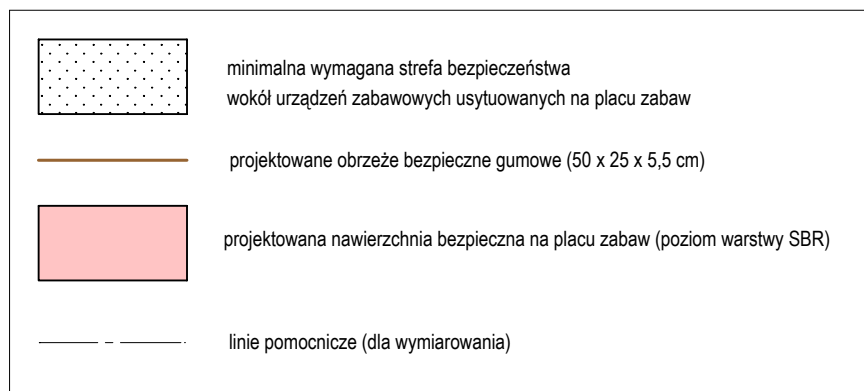 minimalna wymagana strefa bezpieczeństwa
wokół urządzeń zabawowych usytuowanych na placu zabaw
projektowane obrzeże bezpieczne gumowe (50 x 25 x 5,5 cm)
projektowana nawierzchnia bezpieczna na placu zabaw (poziom warstwy SBR)
linie pomocnicze (dla wymiarowania)